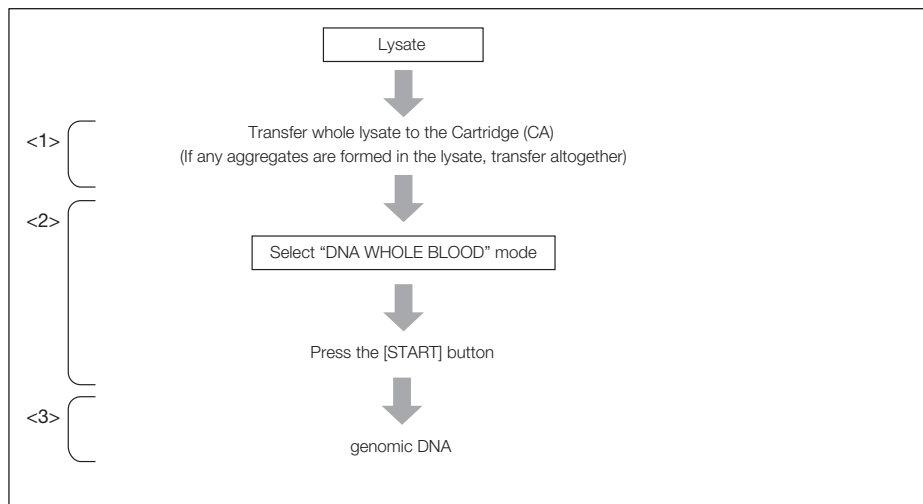 Lysate
<1>
Transfer whole lysate to the Cartridge (CA)
(If any aggregates are formed in the lysate, transfer altogether)
<2>
Select “DNA WHOLE BLOOD” mode
Press the [START] button
<3>
genomic DNA